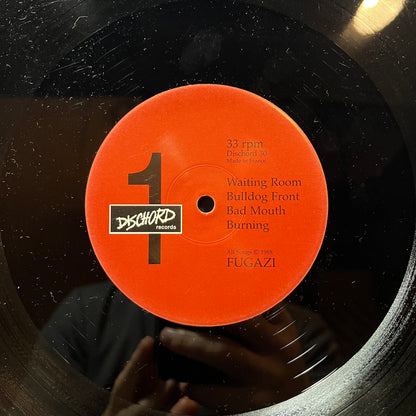 33 rpm
Dischord 30
Made in France
1
Waiting Room
Bulldog Front
Bad Mouth
Burning
DISCHORD
records
All Songs © 1988
FUGAZI